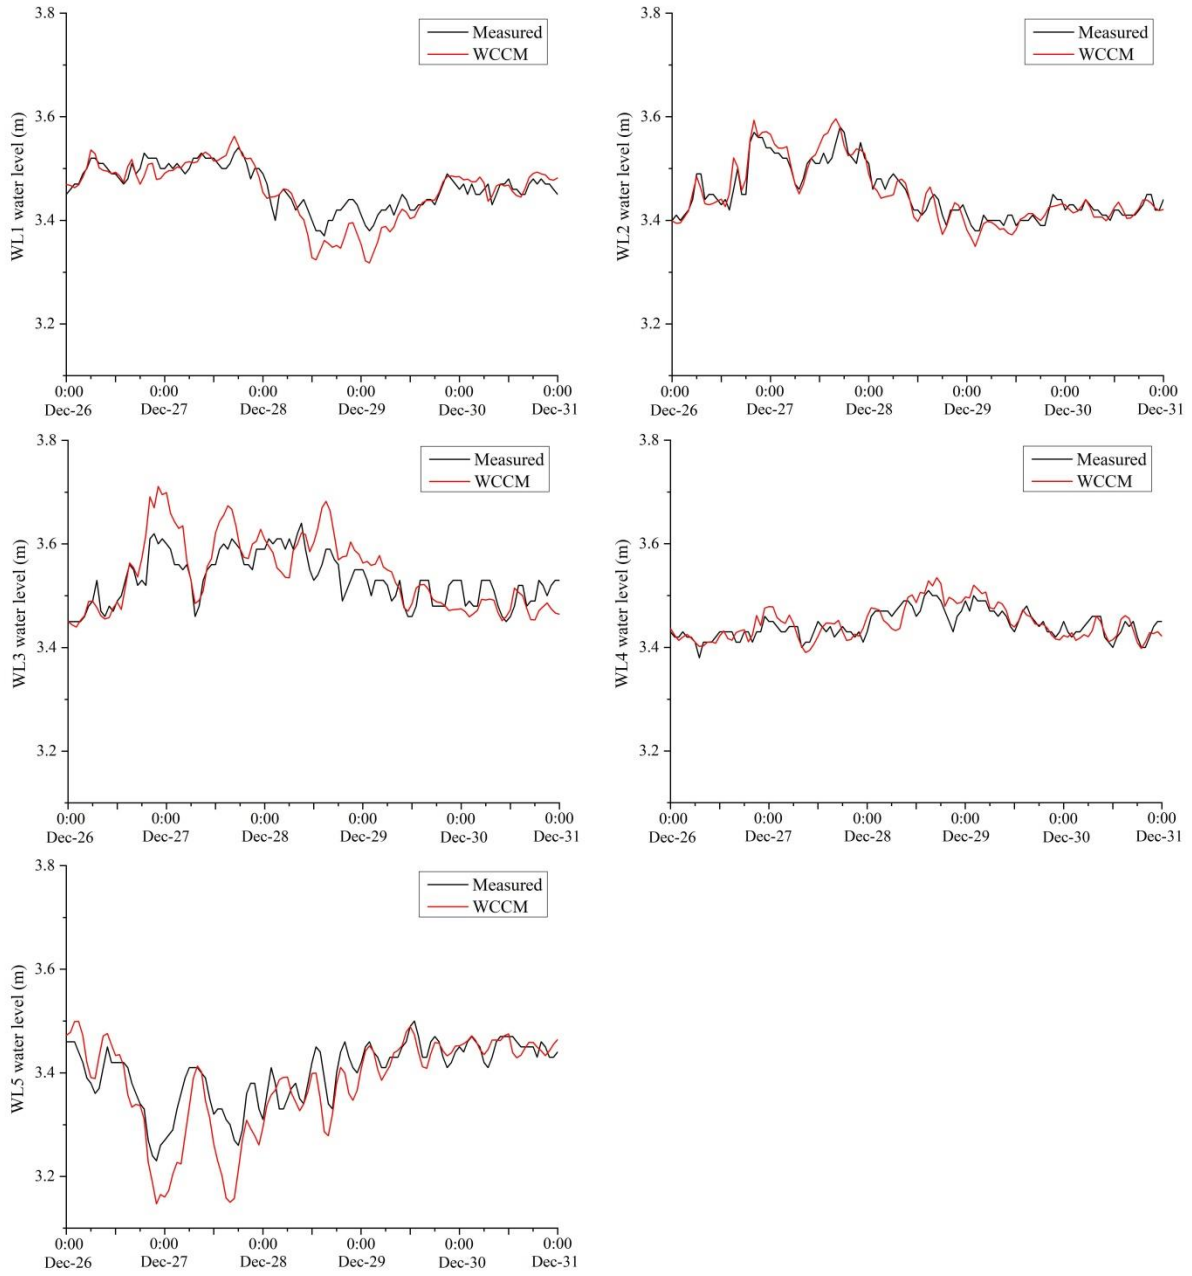 3.8
3.6
3.4
3.2
WL1 water level (m)
Measured
WCCM
0:00 0:00 0:00 0:00 0:00 0:00
Dec-26 Dec-27 Dec-28 Dec-29 Dec-30 Dec-31
3.8
3.6
3.4
3.2
WL2 water level (m)
Measured
WCCM
0:00 0:00 0:00 0:00 0:00 0:00
Dec-26 Dec-27 Dec-28 Dec-29 Dec-30 Dec-31
3.8
3.6
3.4
3.2
WL3 water level (m)
Measured
WCCM
0:00 0:00 0:00 0:00 0:00 0:00
Dec-26 Dec-27 Dec-28 Dec-29 Dec-30 Dec-31
3.8
3.6
3.4
3.2
WL4 water level (m)
Measured
WCCM
0:00 0:00 0:00 0:00 0:00 0:00
Dec-26 Dec-27 Dec-28 Dec-29 Dec-30 Dec-31
3.8
3.6
3.4
3.2
WL5 water level (m)
Measured
WCCM
0:00 0:00 0:00 0:00 0:00 0:00
Dec-26 Dec-27 Dec-28 Dec-29 Dec-30 Dec-31